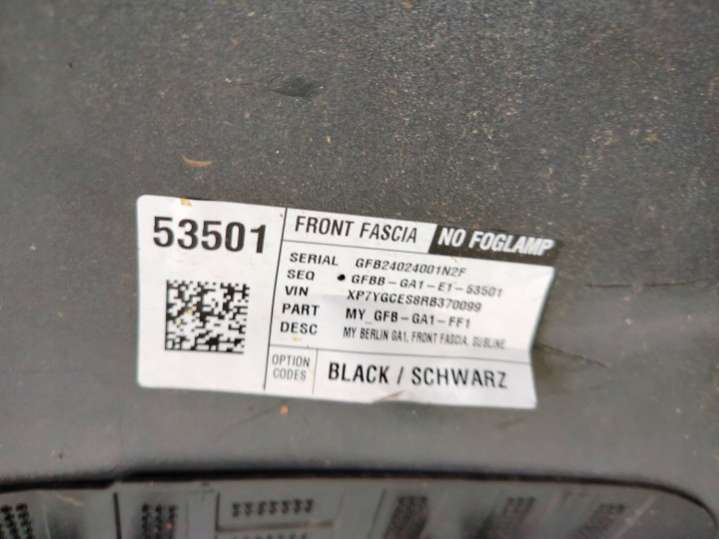 53501
FRONT FASCIA NO FOGLAMP
SERIAL GFB24024001N2F
SEQ • GFBB-GA1-E1-53501
VIN XP7YGCES8RB370099
PART MY_GFB-GA1-FF1
DESC MY BERLIN GA1, FRONT FASCIA, SUBLINE
OPTION CODES BLACK / SCHWARZ